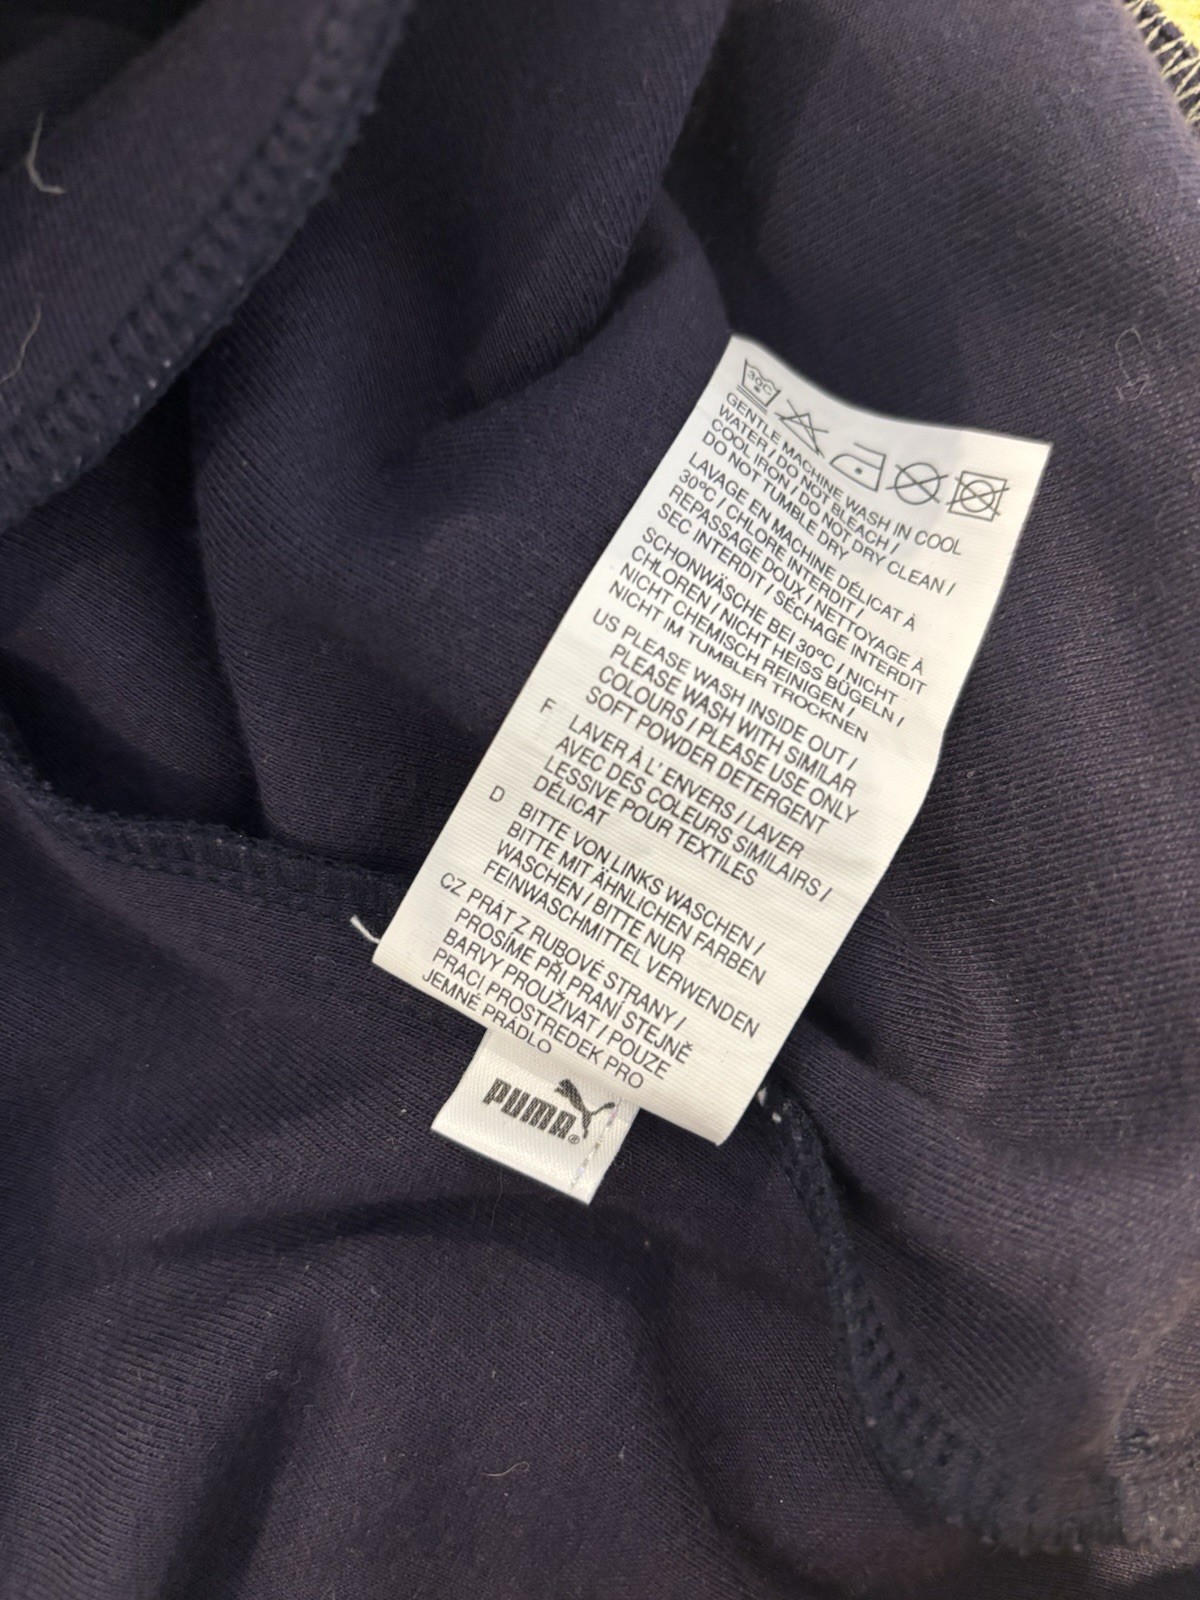 30C
GENTLE MACHINE WASH IN COOL
WATER / DO NOT BLEACH /
COOL IRON / DO NOT DRY CLEAN /
DO NOT TUMBLE DRY
LAVAGE EN MACHINE DÉLICAT À
30°C / CHLORE INTERDIT /
REPASSAGE DOUX / NETTOYAGE À
SEC INTERDIT / SÉCHAGE INTERDIT
SCHONWÄSCHE BEI 30°C / NICHT
CHLOREN / NICHT HEISS BÜGELN /
NICHT CHEMISCH REINIGEN /
NICHT IM TUMBLER TROCKNEN
US PLEASE WASH INSIDE OUT /
PLEASE WASH WITH SIMILAR
COLOURS / PLEASE USE ONLY
SOFT POWDER DETERGENT
F LAVER À L'ENVERS / LAVER
AVEC DES COLEURS SIMILAIRS /
LESSIVE POUR TEXTILES
DÉLICAT
D BITTE VON LINKS WASCHEN /
BITTE MIT ÄHNLICHEN FARBEN
WASCHEN / BITTE NUR
FEINWASCHMITTEL VERWENDEN
CZ PRÁT Z RUBOVÉ STRANY /
PROSÍME PŘI PRANÍ STEJNĚ
BARVY PROUŽIVAT / POUZE
PRACI PROSTREDEK PRO
JEMNÉ PRÁDLO
PUMA®